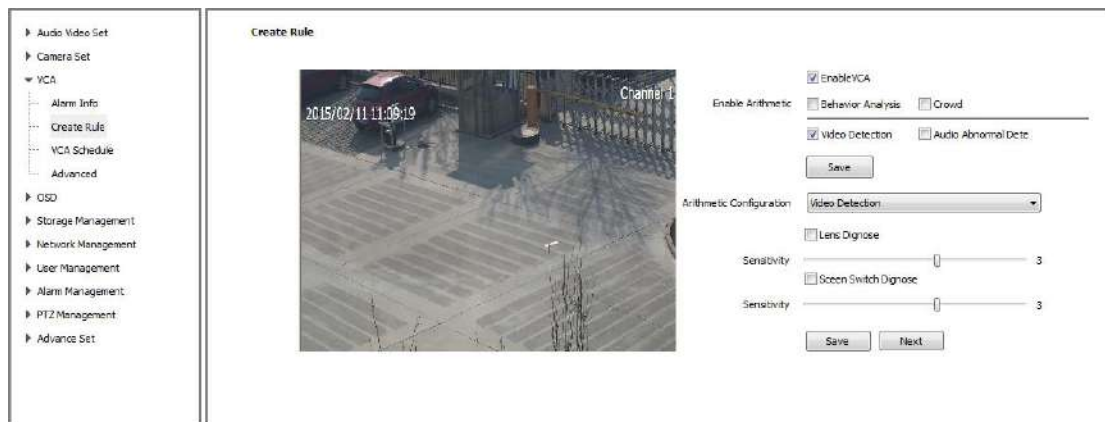 Audio Video Set
Camera Set
VCA
Alarm Info
Create Rule
VCA Schedule
Advanced
OSD
Storage Management
Network Management
User Management
Alarm Management
PTZ Management
Advance Set
Create Rule
Channel 1
2015/02/11 11:09:19
EnableVCA
Enable Arithmetic
Behavior Analysis
Crowd
Video Detection
Audio Abnormal Dete
Save
Arithmetic Configuration
Video Detection
Lens Dignose
Sensitivity
3
Sceen Switch Dignose
Sensitivity
3
Save
Next